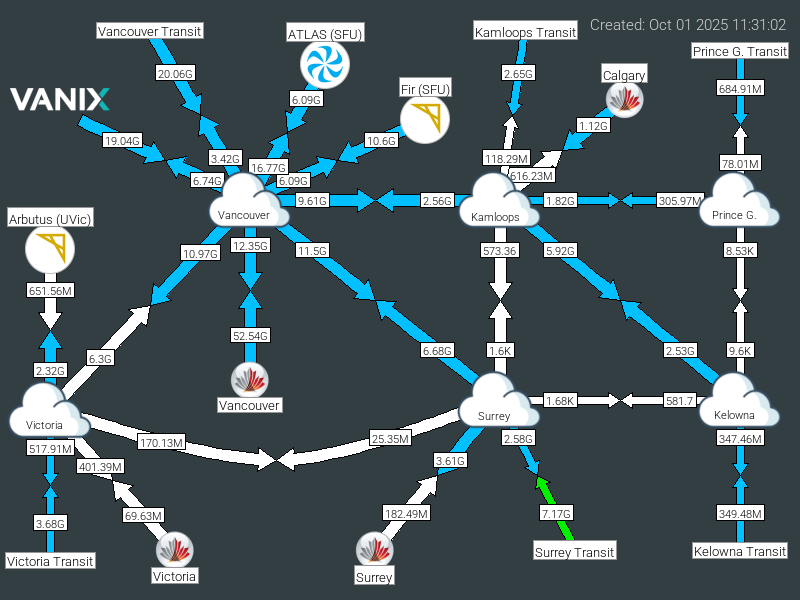 Created: Oct 01 2025 11:31:02
Vancouver Transit
ATLAS (SFU)
Kamloops Transit
Prince G. Transit
20.06G
2.65G
Calgary
Fir (SFU)
684.91M
VANIX
6.09G
1.12G
19.04G
10.6G
3.42G
118.29M
78.01M
16.77G
616.23M
6.74G
6.09G
9.61G
2.56G
1.82G
305.97M
Vancouver
Kamloops
Prince G.
Arbutus (UVic)
10.97G
12.35G
11.5G
573.36
5.92G
8.53K
651.56M
52.54G
6.3G
6.68G
1.6K
2.53G
9.6K
2.32G
Vancouver
1.68K
581.7
Victoria
Surrey
Kelowna
517.91M
170.13M
25.35M
2.58G
347.46M
401.39M
3.61G
3.68G
69.63M
182.49M
7.17G
349.48M
Victoria Transit
Victoria
Surrey
Surrey Transit
Kelowna Transit